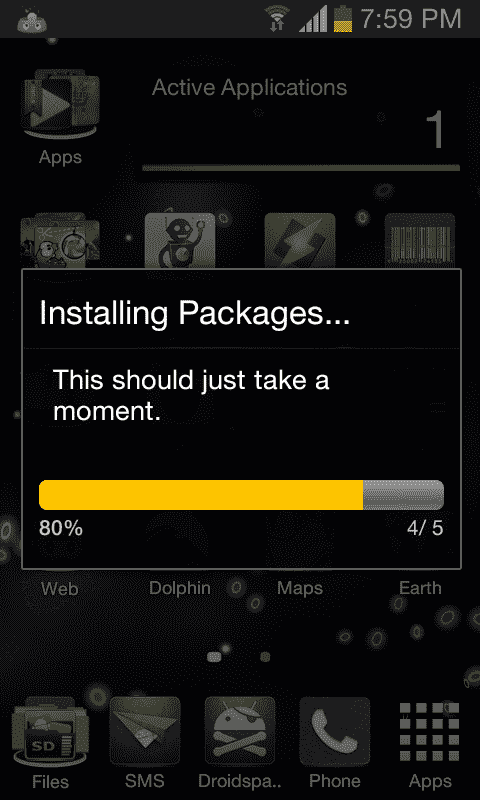 7:59 PM
Active Applications
1
Apps
Installing Packages...
This should just take a
moment.
80% 4/ 5
Web Dolphin Maps Earth
SD
Files SMS Droidspa.. Phone Apps